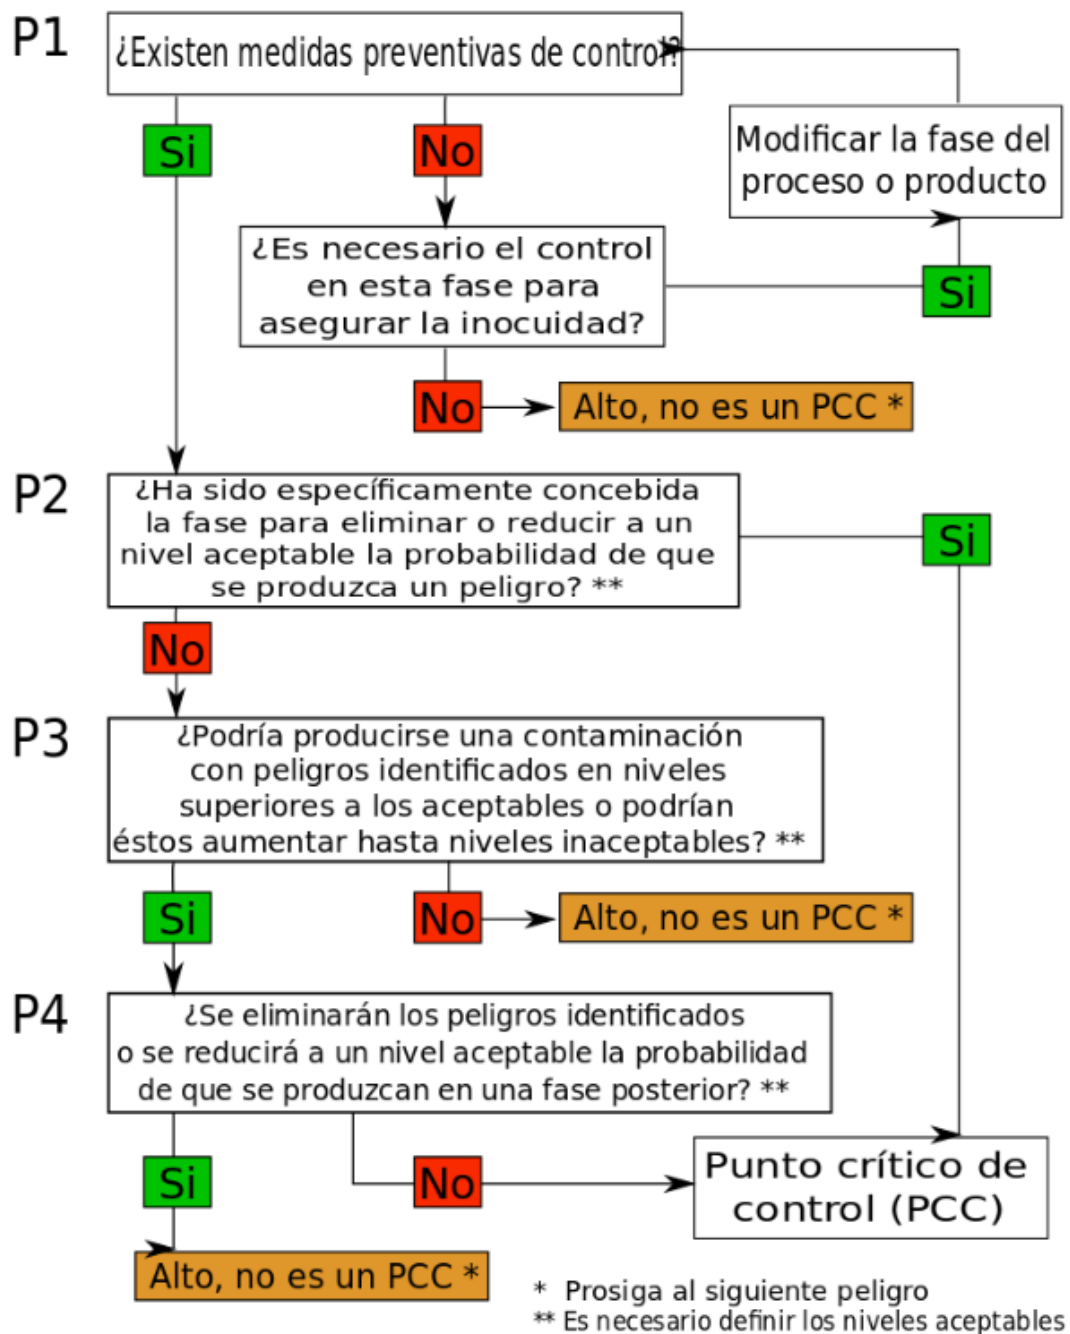 P1
¿Existen medidas preventivas de control?
Si
No
Modificar la fase del
proceso o producto
¿Es necesario el control
en esta fase para
asegurar la inocuidad?
Si
No
Alto, no es un PCC *
P2
¿Ha sido específicamente concebida
la fase para eliminar o reducir a un
nivel aceptable la probabilidad de que
se produzca un peligro? **
Si
No
P3
¿Podría producirse una contaminación
con peligros identificados en niveles
superiores a los aceptables o podrían
éstos aumentar hasta niveles inaceptables? **
Si
No
Alto, no es un PCC *
P4
¿Se eliminarán los peligros identificados
o se reducirá a un nivel aceptable la probabilidad
de que se produzcan en una fase posterior? **
Si
No
Punto crítico de
control (PCC)
Alto, no es un PCC *
* Prosiga al siguiente peligro
** Es necesario definir los niveles aceptables